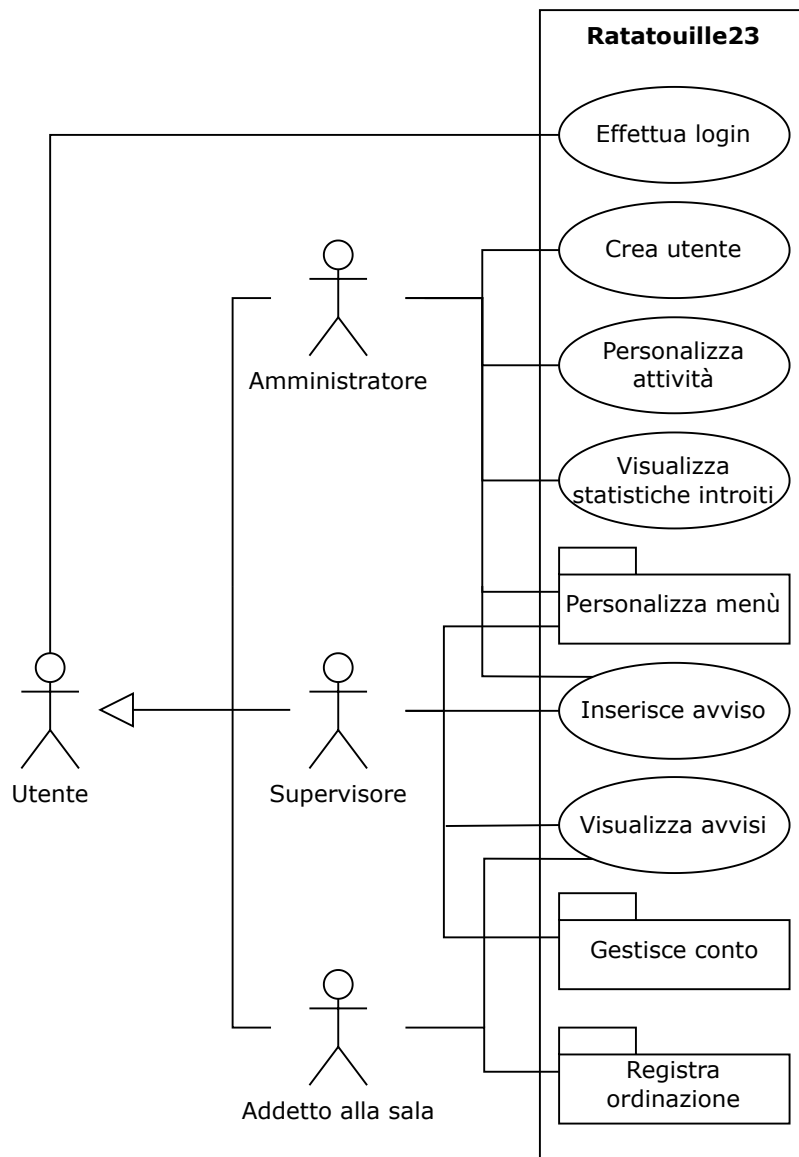 Ratatouille23
Effettua login
Crea utente
Amministratore
Personalizza
attività
Visualizza
statistiche introiti
Personalizza menù
Inserisce avviso
Utente
Supervisore
Visualizza avvisi
Gestisce conto
Registra
ordinazione
Addetto alla sala